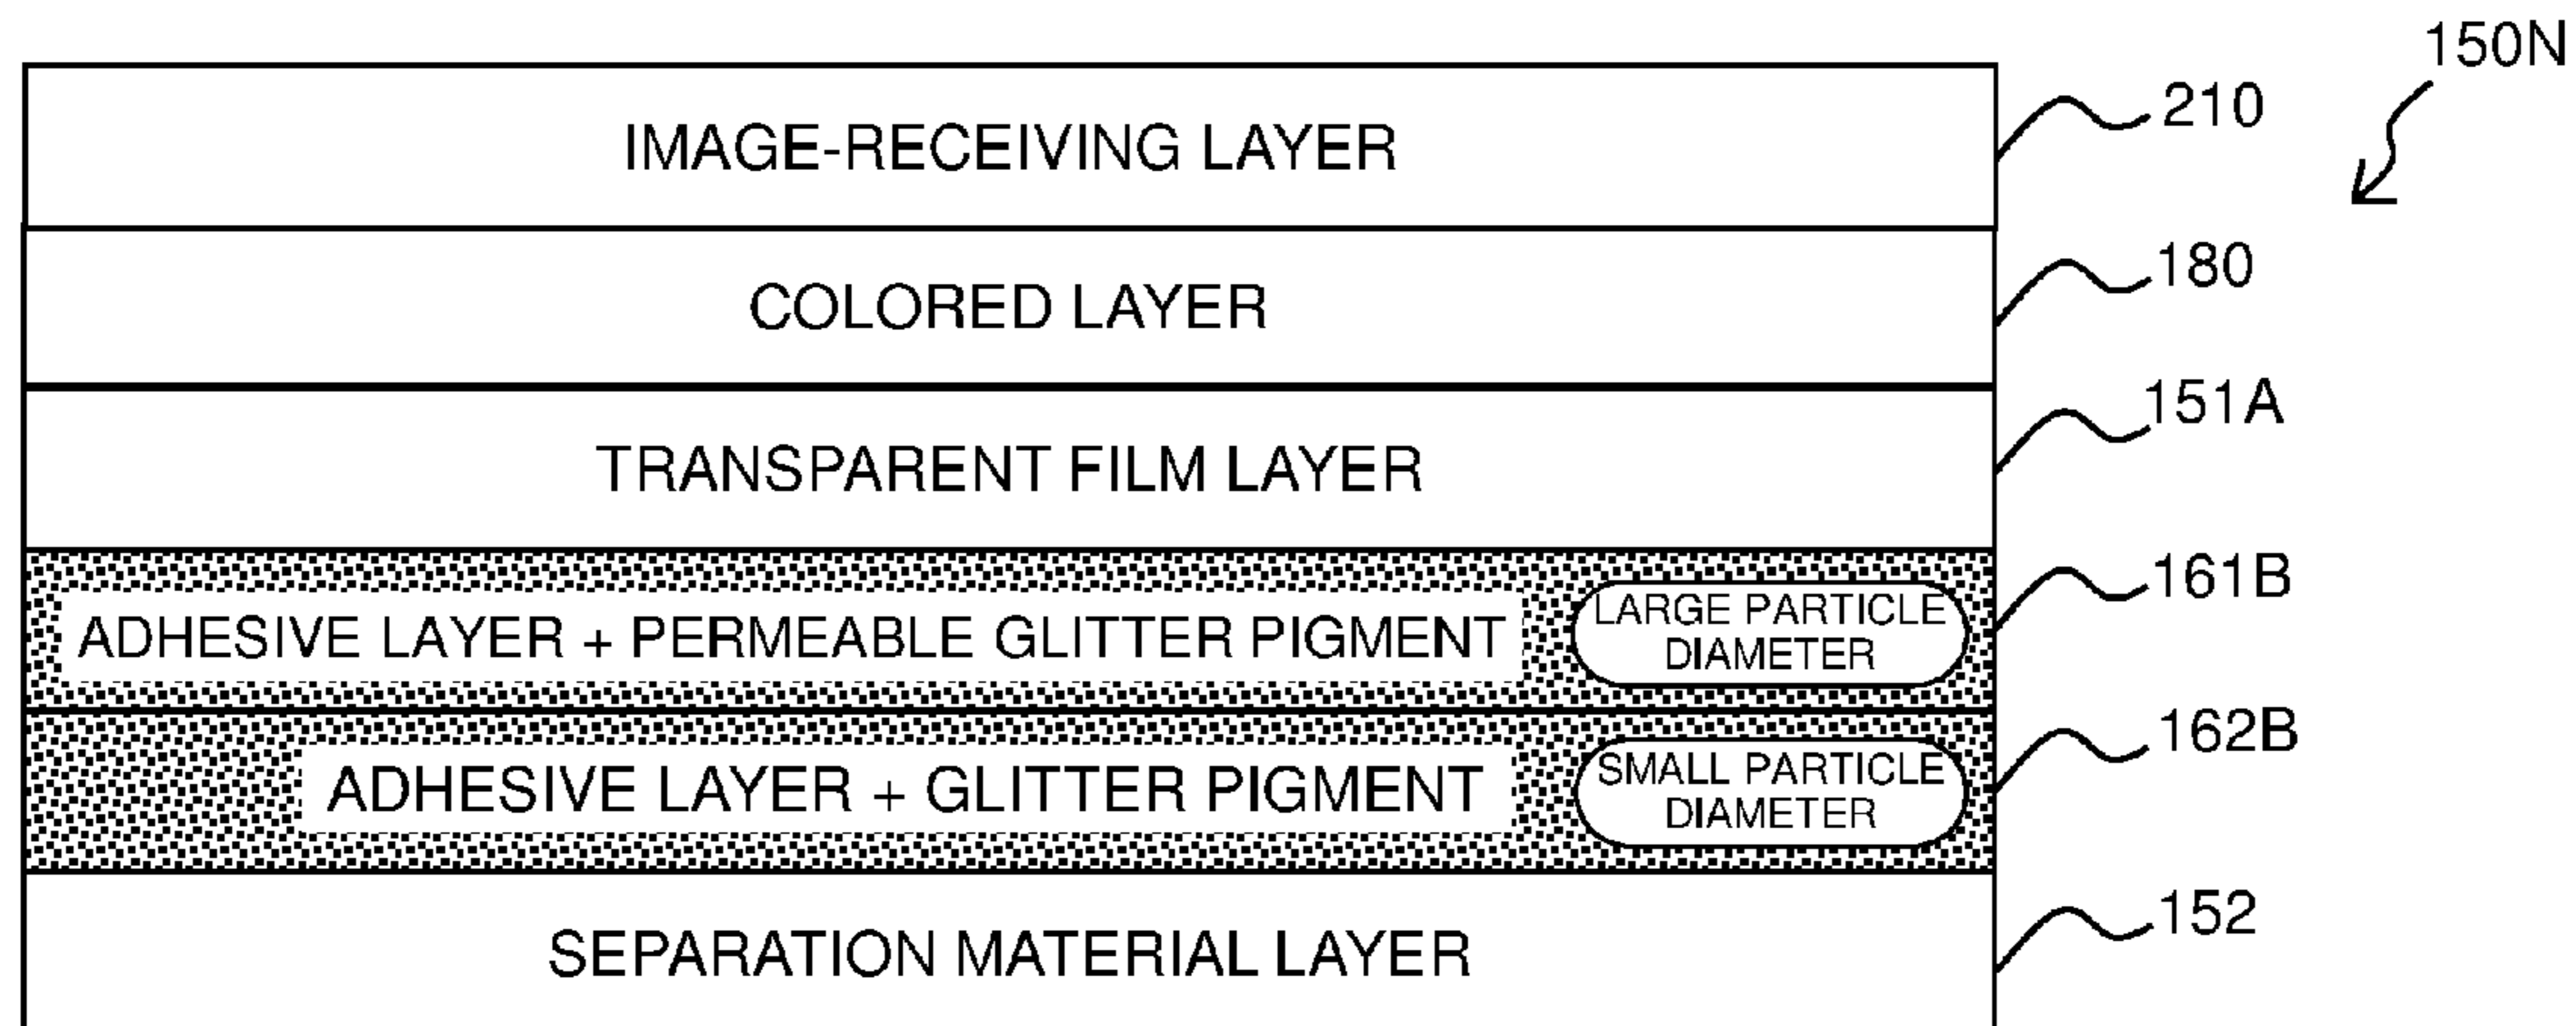 150N
IMAGE-RECEIVING LAYER 210
COLORED LAYER 180
TRANSPARENT FILM LAYER 151A
ADHESIVE LAYER + PERMEABLE GLITTER PIGMENT
LARGE PARTICLE
DIAMETER
161B
ADHESIVE LAYER + GLITTER PIGMENT
SMALL PARTICLE
DIAMETER
162B
SEPARATION MATERIAL LAYER 152